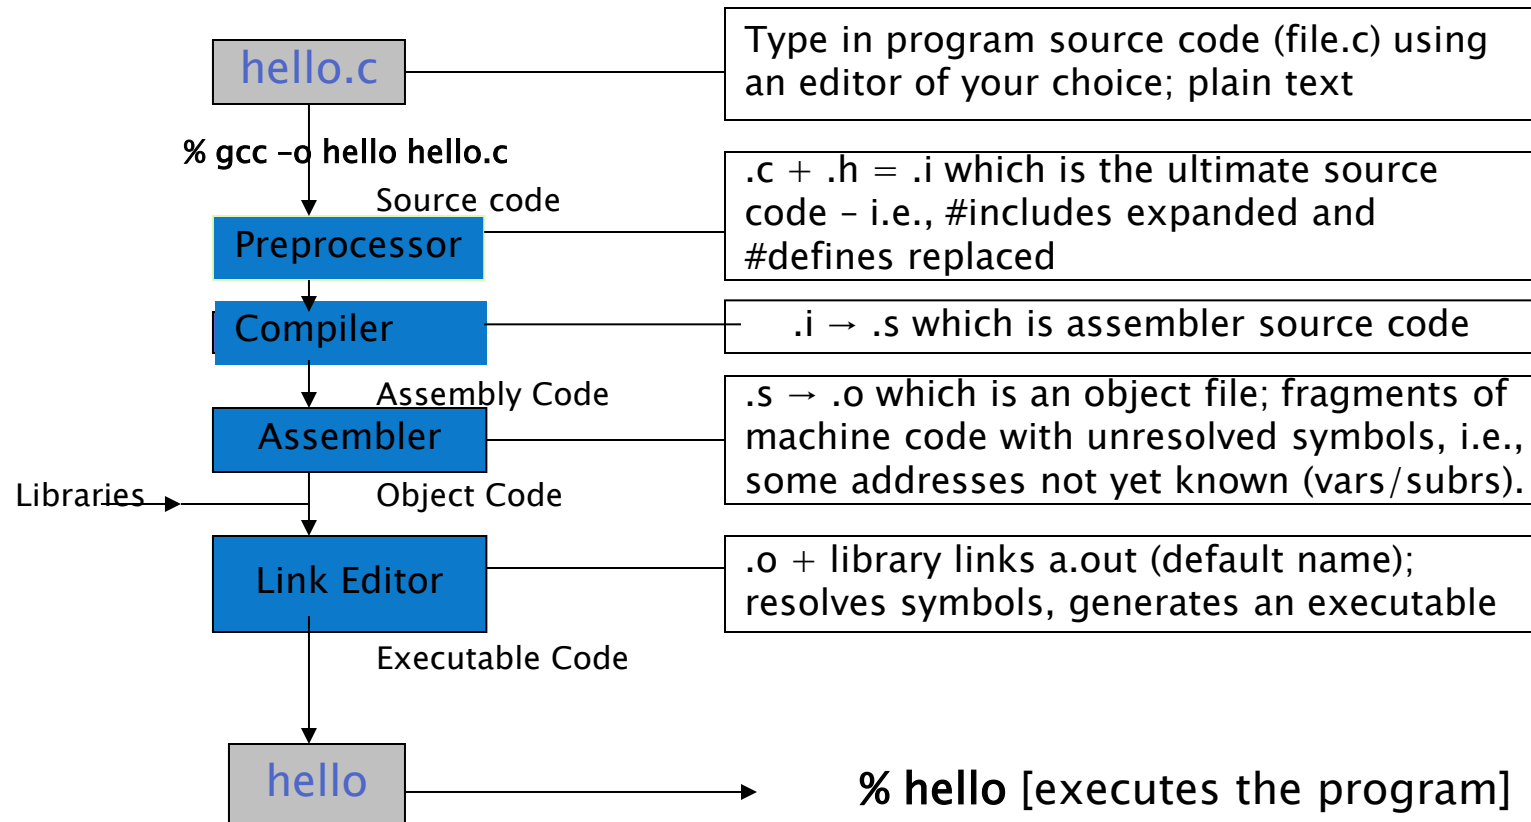 hello.c
Type in program source code (file.c) using
an editor of your choice; plain text
% gcc –o hello hello.c
Source code
Preprocessor
.c + .h = .i which is the ultimate source
code – i.e., #includes expanded and
#defines replaced
Compiler
.i → .s which is assembler source code
Assembly Code
Assembler
.s → .o which is an object file; fragments of
machine code with unresolved symbols, i.e.,
some addresses not yet known (vars/subrs).
Libraries
Object Code
Link Editor
.o + library links a.out (default name);
resolves symbols, generates an executable
Executable Code
hello
% hello [executes the program]